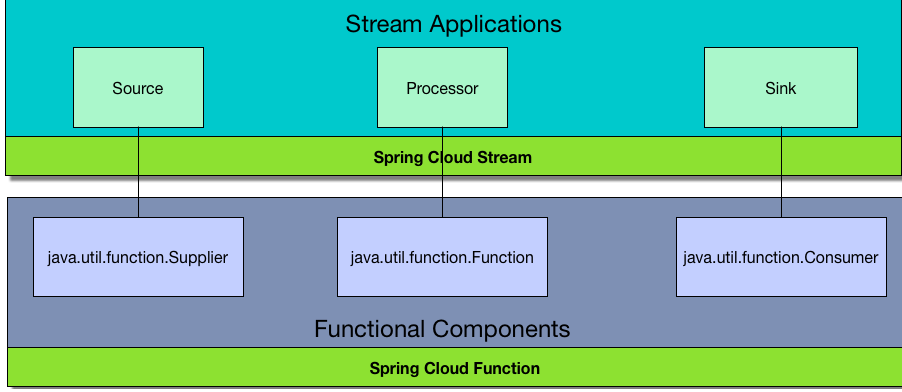 Stream Applications
Source
Processor
Sink
Spring Cloud Stream
java.util.function.Supplier
java.util.function.Function
java.util.function.Consumer
Functional Components
Spring Cloud Function